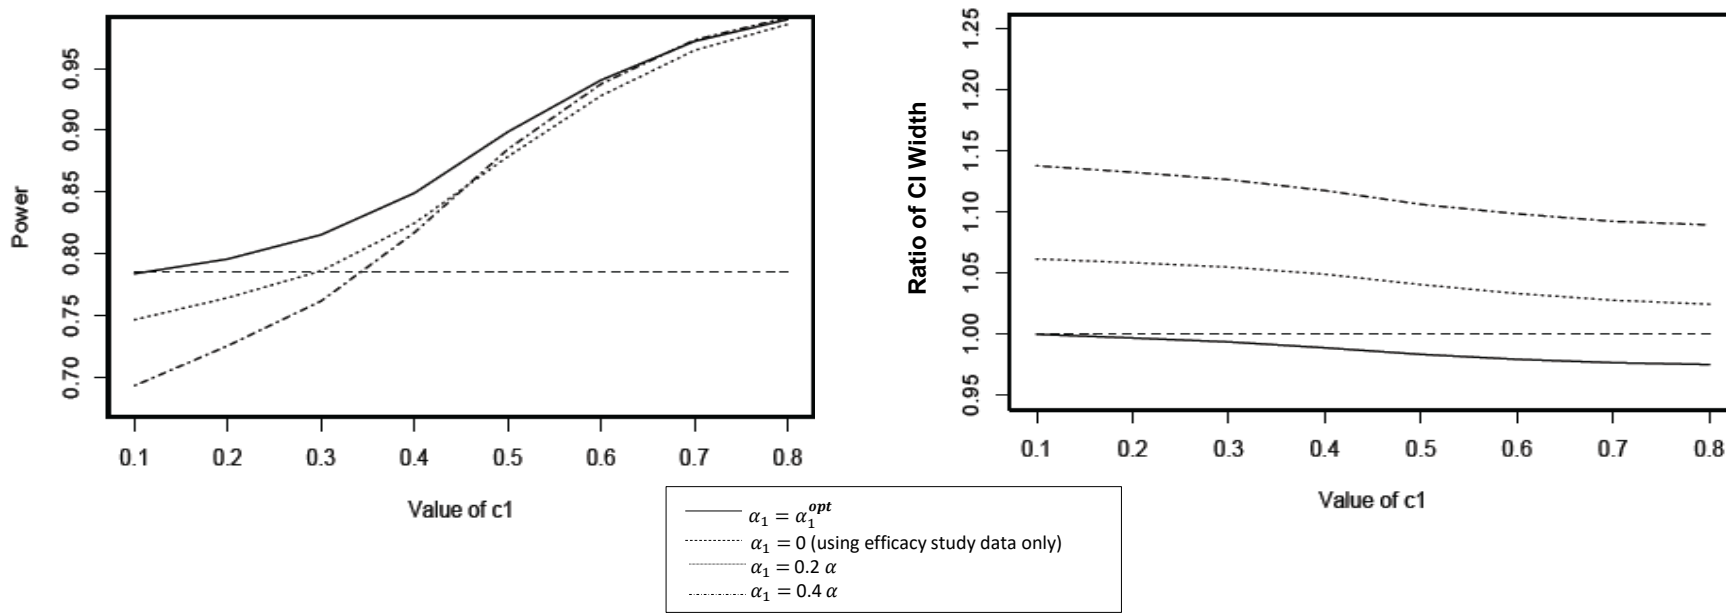 Power
0.95
0.90
0.85
0.80
0.75
0.70
0.1 0.2 0.3 0.4 0.5 0.6 0.7 0.8
Value of c1
Ratio of CI Width
1.25
1.20
1.15
1.10
1.05
1.00
0.95
0.1 0.2 0.3 0.4 0.5 0.6 0.7 0.8
Value of c1
α₁ = α₁ᵒᵖᵗ
α₁ = 0 (using efficacy study data only)
α₁ = 0.2 α
α₁ = 0.4 α